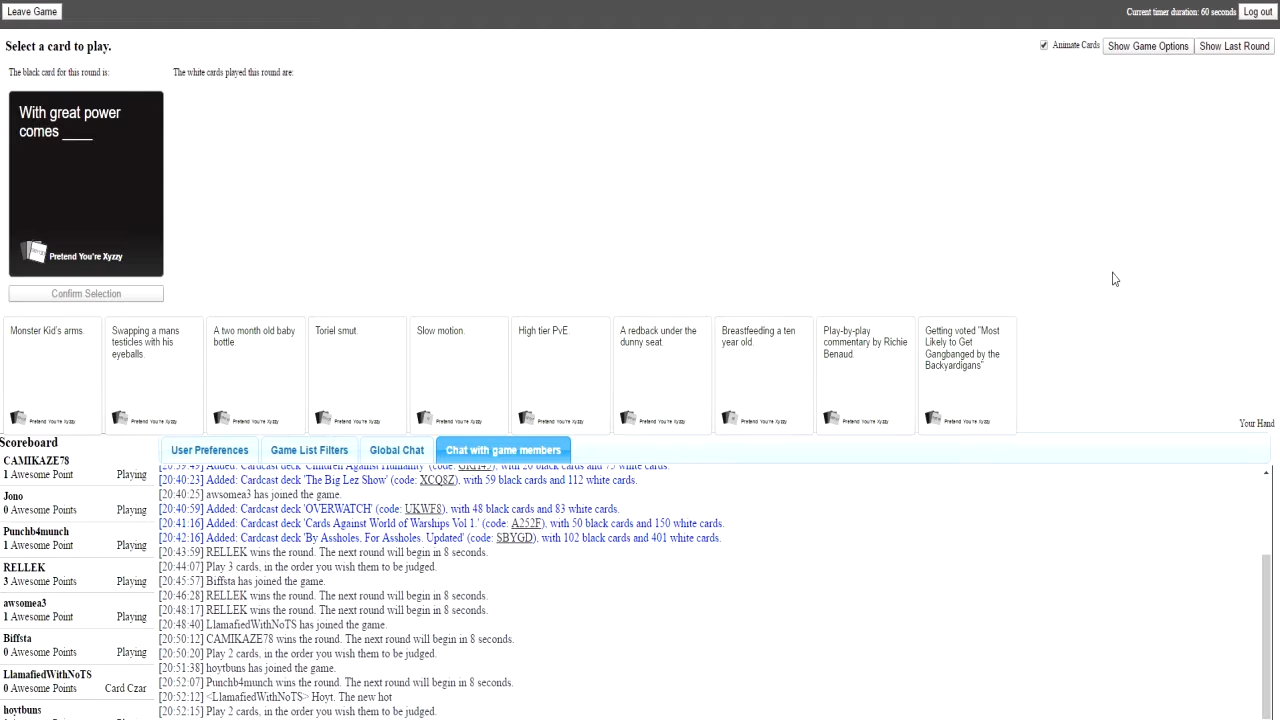 Leave Game
Current timer duration: 60 seconds
Log out
Select a card to play.
Animate Cards
Show Game Options
Show Last Round
The black card for this round is:
The white cards played this round are:
With great power
comes ____
Pretend You're Xyzzy
Confirm Selection
Monster Kid's arms.
Pretend You're Xyzzy
Swapping a mans
testicles with his
eyeballs.
Pretend You're Xyzzy
A two month old baby
bottle.
Pretend You're Xyzzy
Toriel smut.
Pretend You're Xyzzy
Slow motion.
Pretend You're Xyzzy
High tier PvE.
Pretend You're Xyzzy
A redback under the
dunny seat.
Pretend You're Xyzzy
Breastfeeding a ten
year old.
Pretend You're Xyzzy
Play-by-play
commentary by Richie
Benaud.
Pretend You're Xyzzy
Getting voted "Most
Likely to Get
Gangbanged by the
Backyardigans"
Pretend You're Xyzzy
Your Hand
Scoreboard
CAMIKAZE78
1 Awesome Point Playing
Jono
0 Awesome Points Playing
Punchb4munch
1 Awesome Point Playing
RELLEK
3 Awesome Points Playing
awsomea3
1 Awesome Point Playing
Biffsta
0 Awesome Points Playing
LlamafiedWithNoTS
0 Awesome Points Card Czar
hoytbuns
User Preferences
Game List Filters
Global Chat
Chat with game members
[20:39:49] Added: Cardcast deck 'Children Against Humanity' (code: with 20 black cards and 75 white cards.
[20:40:23] Added: Cardcast deck 'The Big Lez Show' (code: XCQ8Z), with 59 black cards and 112 white cards.
[20:40:25] awsomea3 has joined the game.
[20:40:59] Added: Cardcast deck 'OVERWATCH' (code: UKWF8), with 48 black cards and 83 white cards.
[20:41:16] Added: Cardcast deck 'Cards Against World of Warships Vol 1.' (code: A252F), with 50 black cards and 150 white cards.
[20:42:16] Added: Cardcast deck 'By Assholes, For Assholes. Updated' (code: SBYGD), with 102 black cards and 401 white cards.
[20:43:59] RELLEK wins the round. The next round will begin in 8 seconds.
[20:44:07] Play 3 cards, in the order you wish them to be judged.
[20:45:57] Biffsta has joined the game.
[20:46:28] RELLEK wins the round. The next round will begin in 8 seconds.
[20:48:17] RELLEK wins the round. The next round will begin in 8 seconds.
[20:48:40] LlamafiedWithNoTS has joined the game.
[20:50:12] CAMIKAZE78 wins the round. The next round will begin in 8 seconds.
[20:50:20] Play 2 cards, in the order you wish them to be judged.
[20:51:38] hoytbuns has joined the game.
[20:52:07] Punchb4munch wins the round. The next round will begin in 8 seconds.
[20:52:12] <LlamafiedWithNoTS> Hoyt. The new hot
[20:52:15] Play 2 cards, in the order you wish them to be judged.